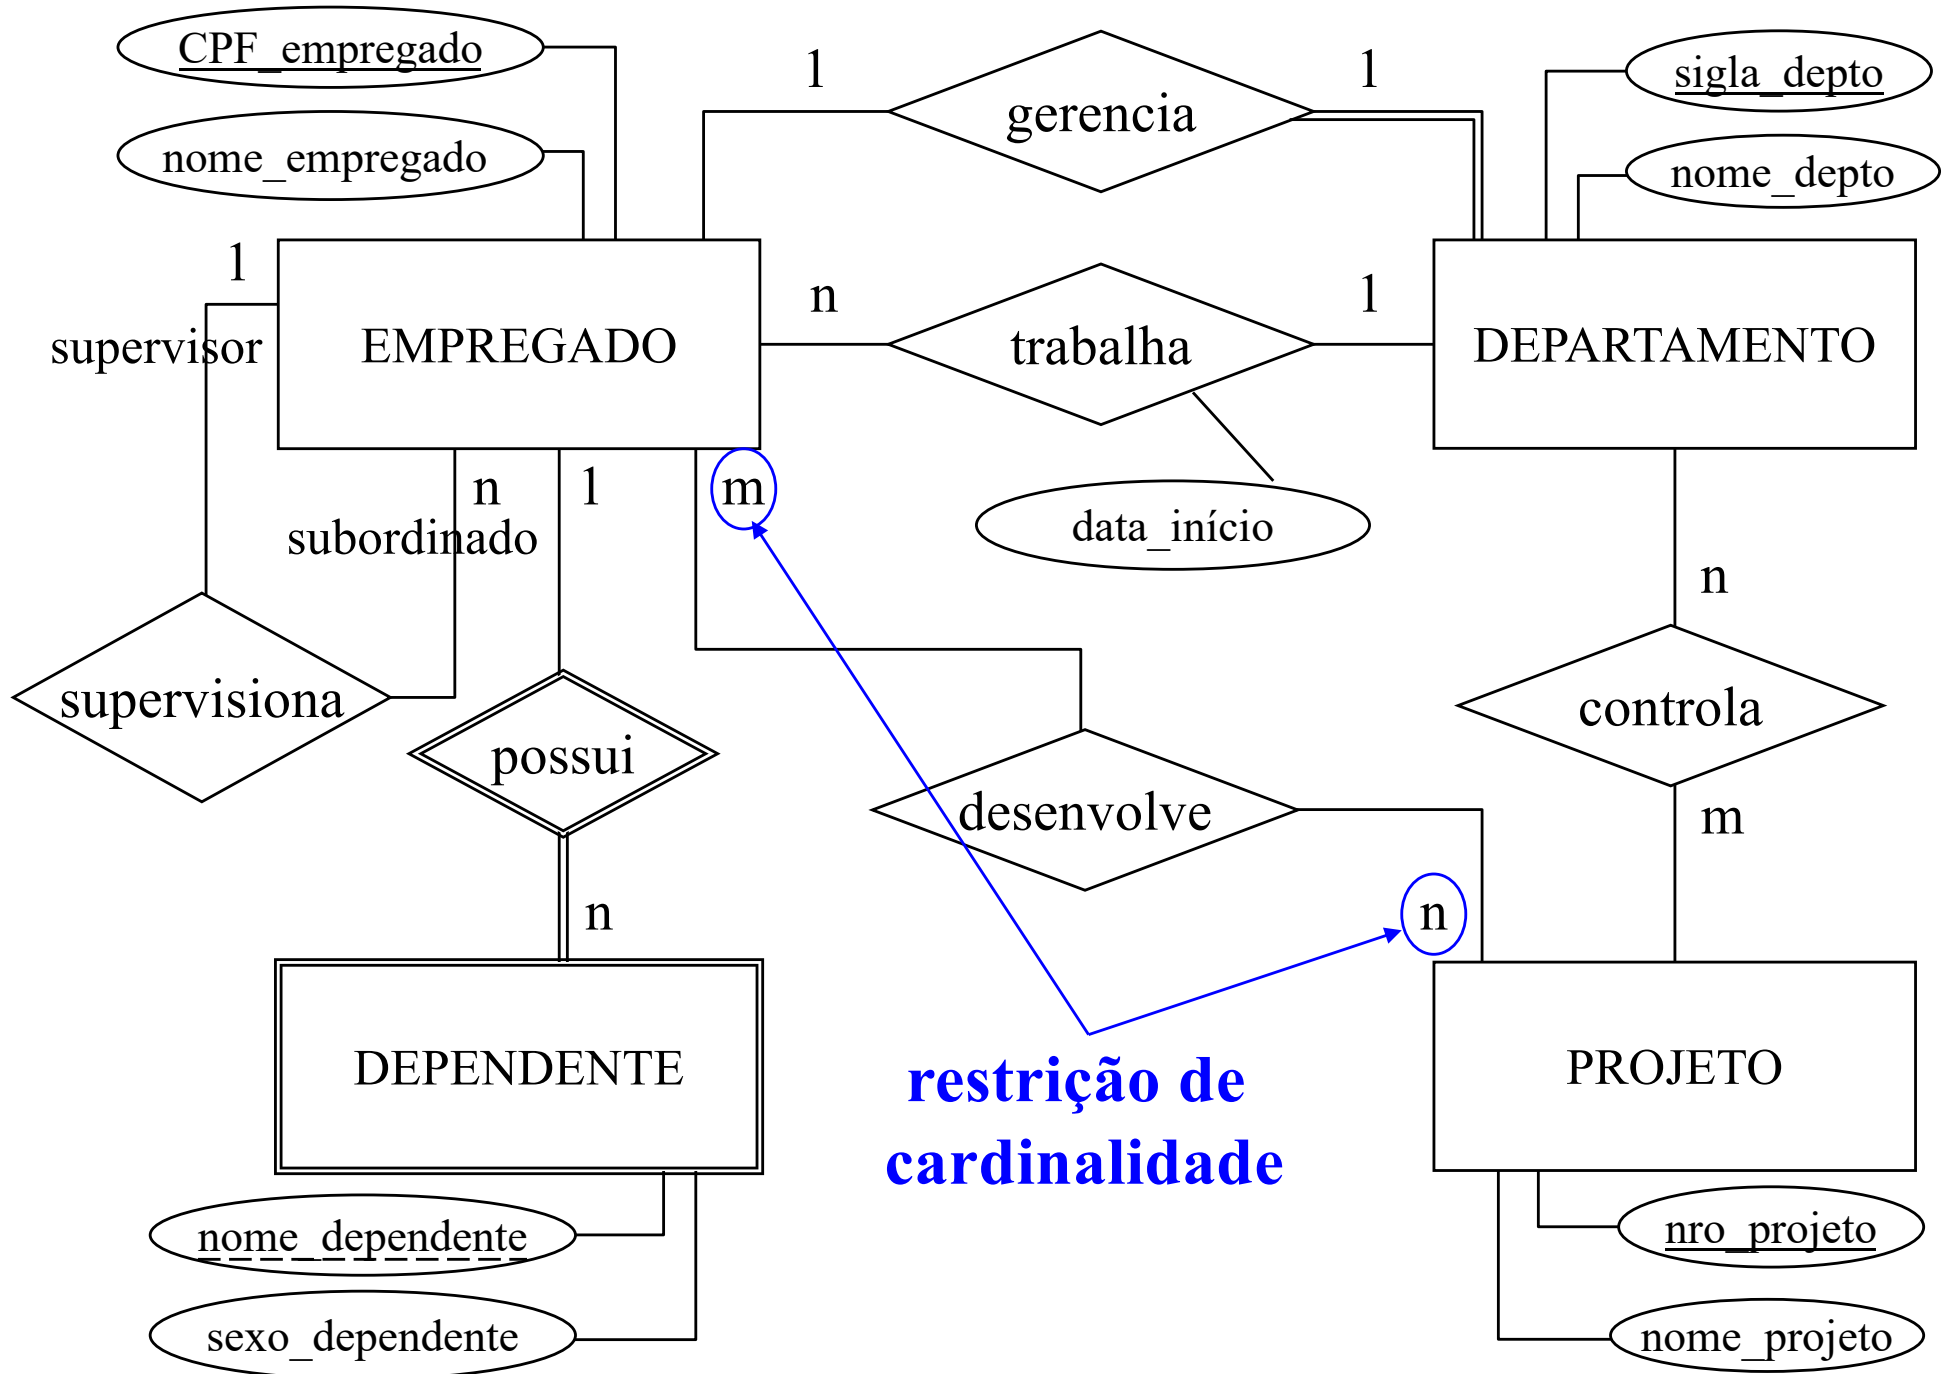 CPF_empregado
nome_empregado
1
gerencia
1
sigla_depto
nome_depto
1
supervisor
EMPREGADO
n
trabalha
1
DEPARTAMENTO
n
subordinado
1
m
data_início
n
supervisiona
possui
desenvolve
controla
m
n
n
DEPENDENTE
restrição de
cardinalidade
PROJETO
nome_dependente
sexo_dependente
nro_projeto
nome_projeto